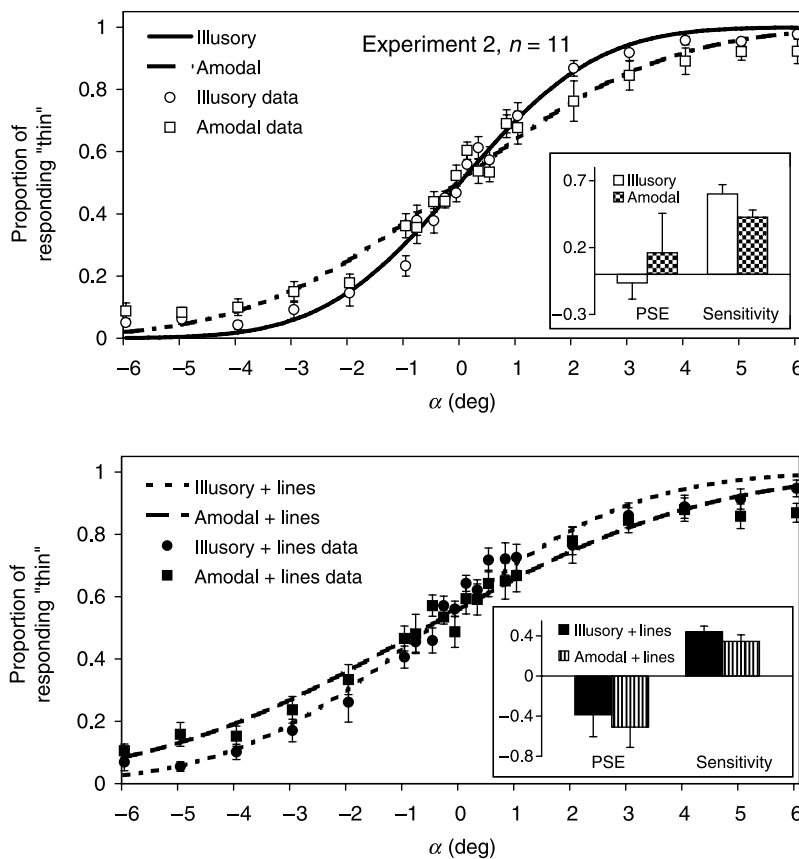 Proportion of
responding "thin"
1
0.8
0.6
0.4
0.2
0
Illusory
Amodal
Illusory data
Amodal data
Experiment 2, n = 11
0.7
0.2
−0.3
Illusory
Amodal
PSE
Sensitivity
−6 −5 −4 −3 −2 −1 0 1 2 3 4 5 6
α (deg)
Proportion of
responding "thin"
1
0.8
0.6
0.4
0.2
0
Illusory + lines
Amodal + lines
Illusory + lines data
Amodal + lines data
0.4
0
−0.4
−0.8
Illusory + lines
Amodal + lines
PSE
Sensitivity
−6 −5 −4 −3 −2 −1 0 1 2 3 4 5 6
α (deg)